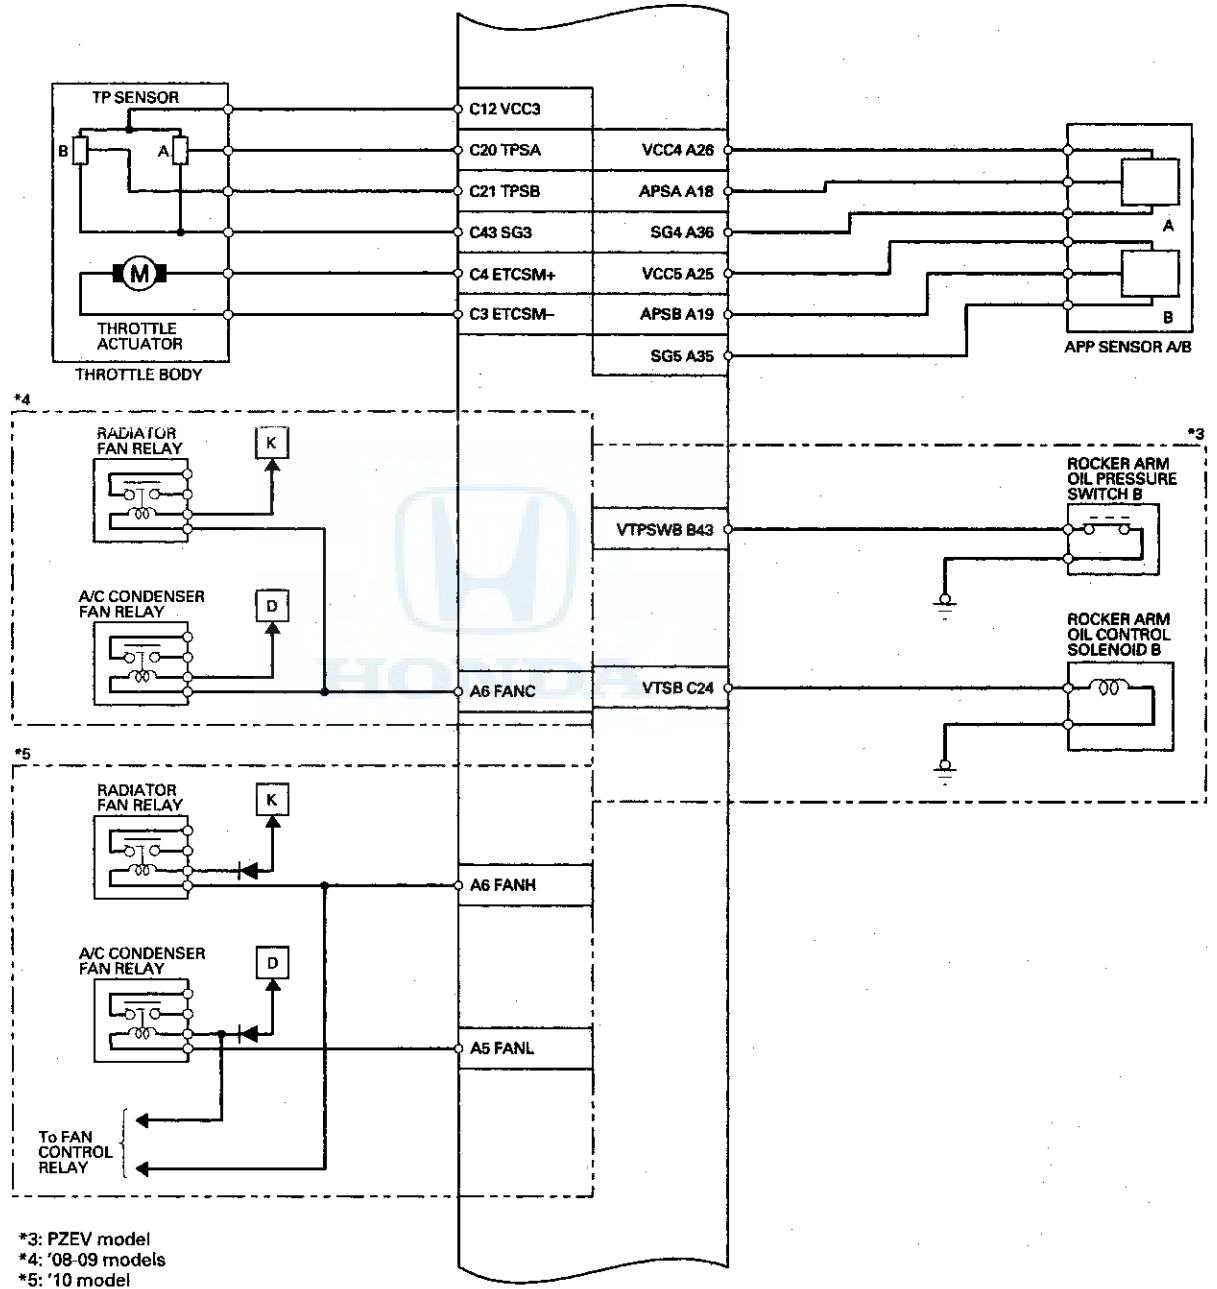 TP SENSOR
B
A
M
THROTTLE
ACTUATOR
THROTTLE BODY
C12 VCC3
C20 TPSA
C21 TPSB
C43 SG3
C4 ETCSM+
C3 ETCSM–
VCC4 A26
APSA A18
SG4 A36
VCC5 A25
APSB A19
SG5 A35
A
B
APP SENSOR A/B
*4
RADIATOR
FAN RELAY
K
A/C CONDENSER
FAN RELAY
D
A6 FANC
HONDA
*3
VTPSWB B43
ROCKER ARM
OIL PRESSURE
SWITCH B
VTSB C24
ROCKER ARM
OIL CONTROL
SOLENOID B
*5
RADIATOR
FAN RELAY
K
A6 FANH
A/C CONDENSER
FAN RELAY
D
A5 FANL
To FAN
CONTROL
RELAY
*3: PZEV model
*4: '08-09 models
*5: '10 model